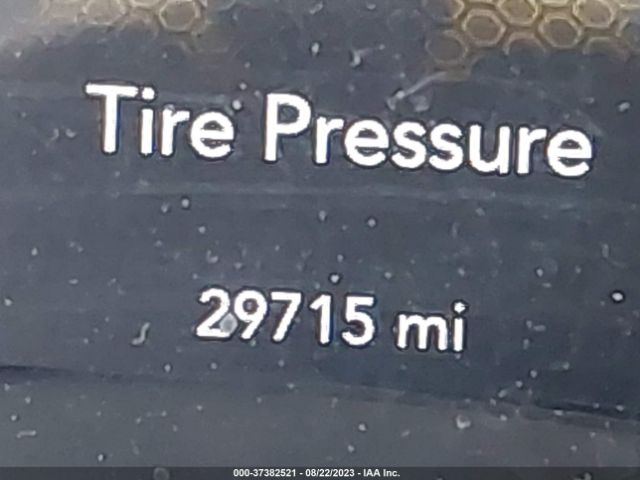 Tire Pressure
29715 mi
000-37382521 - 08/22/2023 - IAA Inc.